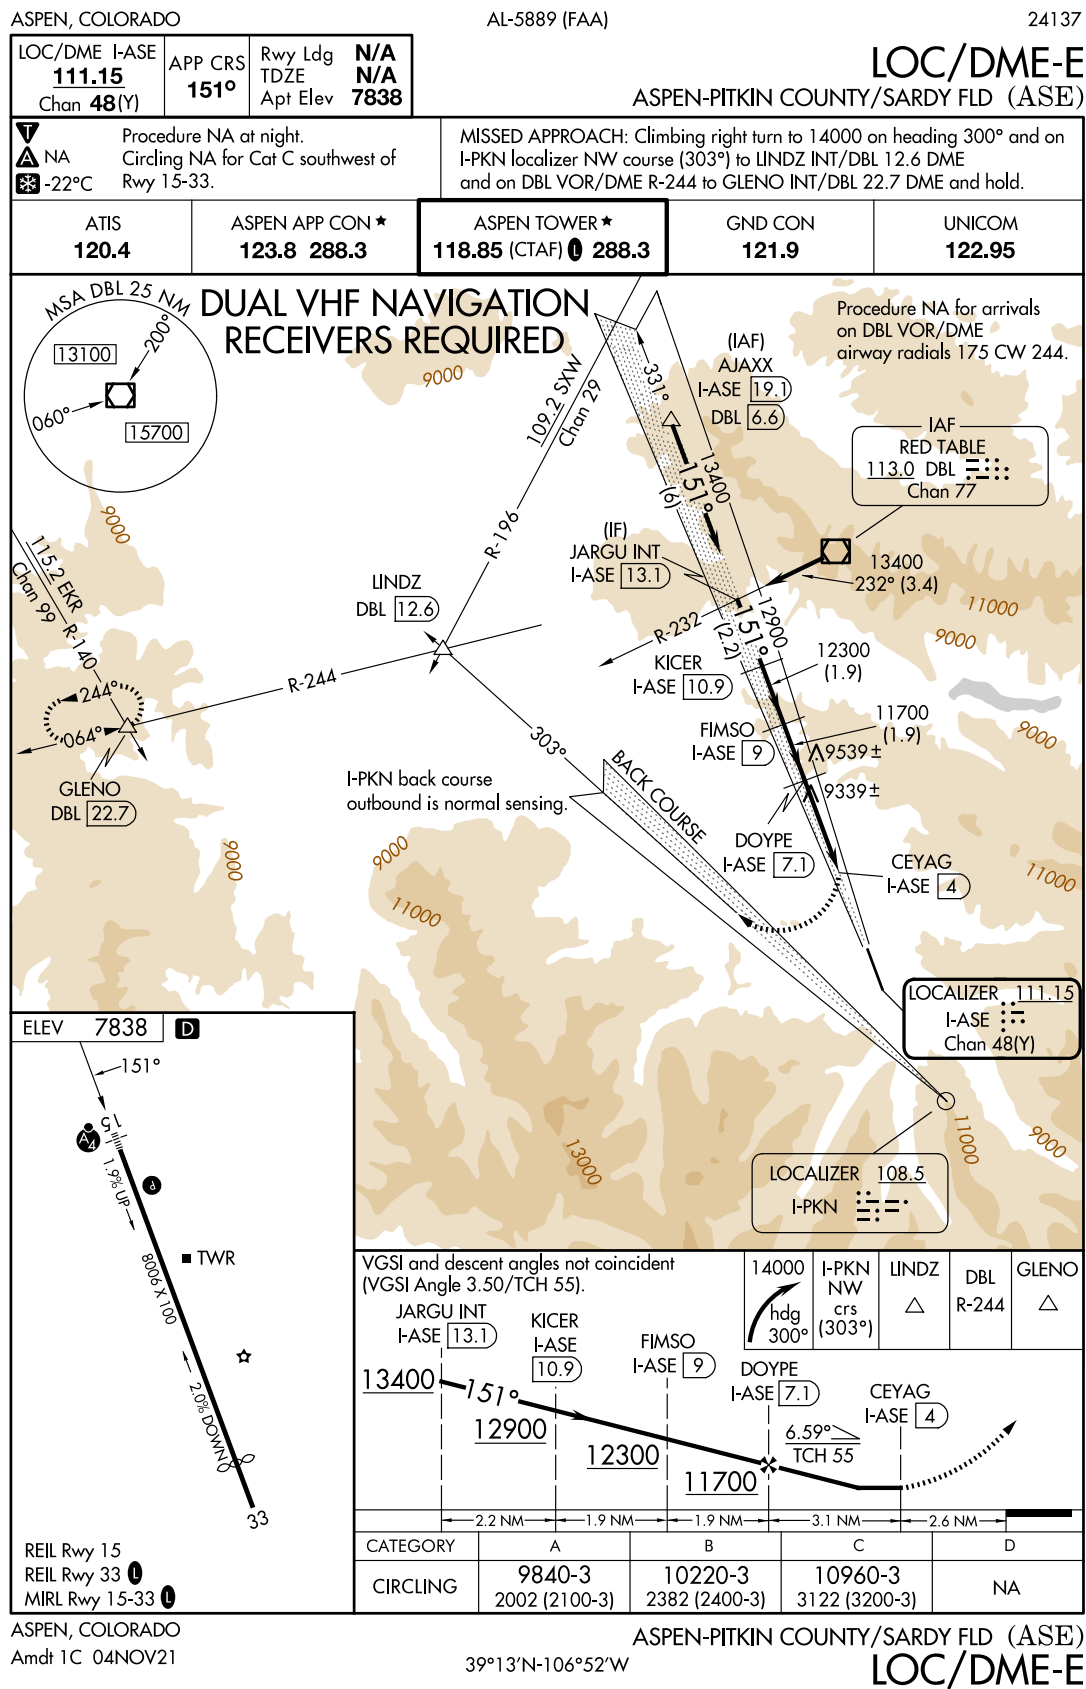 ASPEN, COLORADO
AL-5889 (FAA)
24137
LOC/DME I-ASE
111.15
Chan 48(Y)
APP CRS
151°
Rwy Ldg N/A
TDZE N/A
Apt Elev 7838
LOC/DME-E
ASPEN-PITKIN COUNTY/SARDY FLD (ASE)
T
A NA
-22°C
Procedure NA at night.
Circling NA for Cat C southwest of
Rwy 15-33.
MISSED APPROACH: Climbing right turn to 14000 on heading 300° and on
I-PKN localizer NW course (303°) to LINDZ INT/DBL 12.6 DME
and on DBL VOR/DME R-244 to GLENO INT/DBL 22.7 DME and hold.
ATIS
120.4
ASPEN APP CON ★
123.8 288.3
ASPEN TOWER ★
118.85 (CTAF) L 288.3
GND CON
121.9
UNICOM
122.95
MSA DBL 25 NM
13100
200°
060°
15700
DUAL VHF NAVIGATION
RECEIVERS REQUIRED
Procedure NA for arrivals
on DBL VOR/DME
airway radials 175 CW 244.
9000
109.2 SXW
Chan 29
R-196
331°
(IAF)
AJAXX
I-ASE 19.1
DBL 6.6
IAF
RED TABLE
113.0 DBL
Chan 77
13400
151°
(6)
9000
115.2 EKR
Chan 99
R-140
(IF)
JARGU INT
I-ASE 13.1
13400
232° (3.4)
11000
9000
LINDZ
DBL 12.6
R-232
151°
12900
(2.2)
12300
(1.9)
KICER
I-ASE 10.9
R-244
244°
064°
11700
(1.9)
9000
FIMSO
I-ASE 9
9539±
9339±
303°
BACK COURSE
GLENO
DBL 22.7
I-PKN back course
outbound is normal sensing.
DOYPE
I-ASE 7.1
CEYAG
I-ASE 4
9000
9000
11000
11000
LOCALIZER 111.15
I-ASE
Chan 48(Y)
13000
11000
9000
LOCALIZER 108.5
I-PKN
ELEV 7838 D
151°
15
A4
P
1.9% UP
TWR
8006 X 100
2.0% DOWN
33
REIL Rwy 15
REIL Rwy 33 L
MIRL Rwy 15-33 L
VGSI and descent angles not coincident
(VGSI Angle 3.50/TCH 55).
14000
hdg
300°
I-PKN
NW
crs
(303°)
LINDZ
DBL
R-244
GLENO
JARGU INT
I-ASE 13.1
KICER
I-ASE
10.9
FIMSO
I-ASE 9
DOYPE
I-ASE 7.1
CEYAG
I-ASE 4
13400
151°
12900
12300
11700
6.59°
TCH 55
2.2 NM
1.9 NM
1.9 NM
3.1 NM
2.6 NM
CATEGORY A B C D
CIRCLING
9840-3
2002 (2100-3)
10220-3
2382 (2400-3)
10960-3
3122 (3200-3)
NA
ASPEN, COLORADO
Amdt 1C 04NOV21
39°13'N-106°52'W
ASPEN-PITKIN COUNTY/SARDY FLD (ASE)
LOC/DME-E